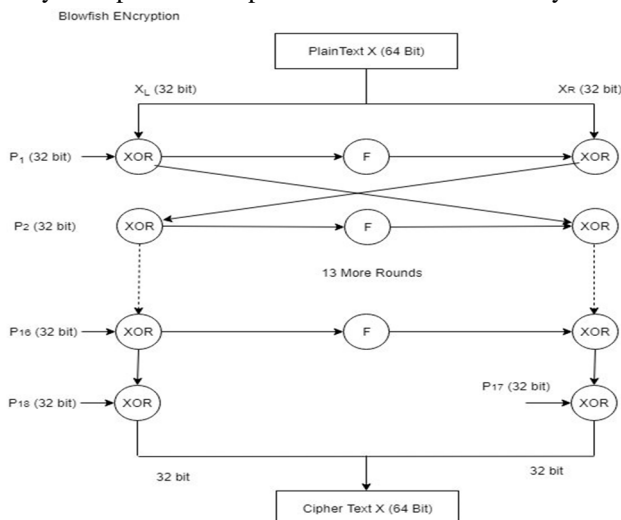 Blowfish ENcryption
PlainText X (64 Bit)
XL (32 bit) XR (32 bit)
P1 (32 bit) XOR F XOR
P2 (32 bit) XOR F XOR
13 More Rounds
P16 (32 bit) XOR F XOR
P17 (32 bit)
P18 (32 bit) XOR XOR
32 bit 32 bit
Cipher Text X (64 Bit)